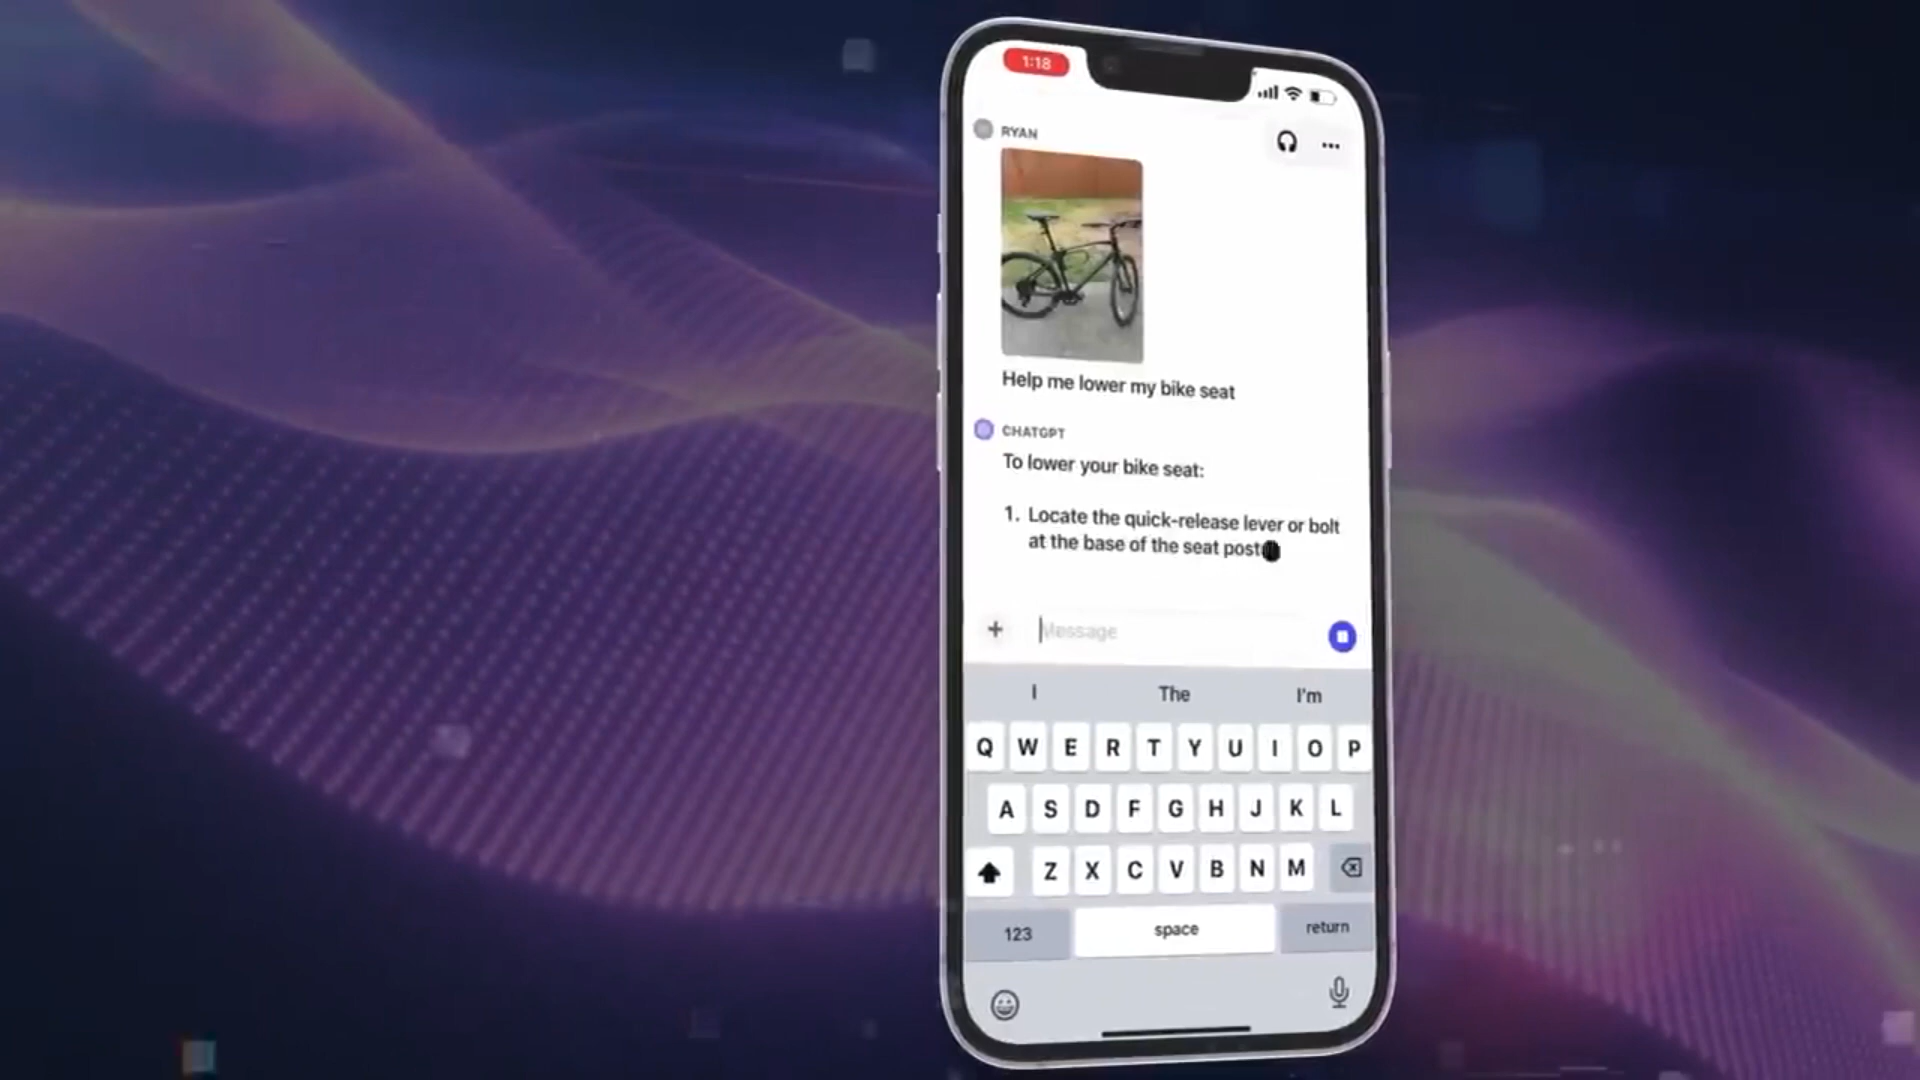 1:18
RYAN
Help me lower my bike seat
CHATGPT
To lower your bike seat:
1. Locate the quick-release lever or bolt
at the base of the seat post
Message
I The I'm
Q W E R T Y U I O P
A S D F G H J K L
Z X C V B N M
123 space return